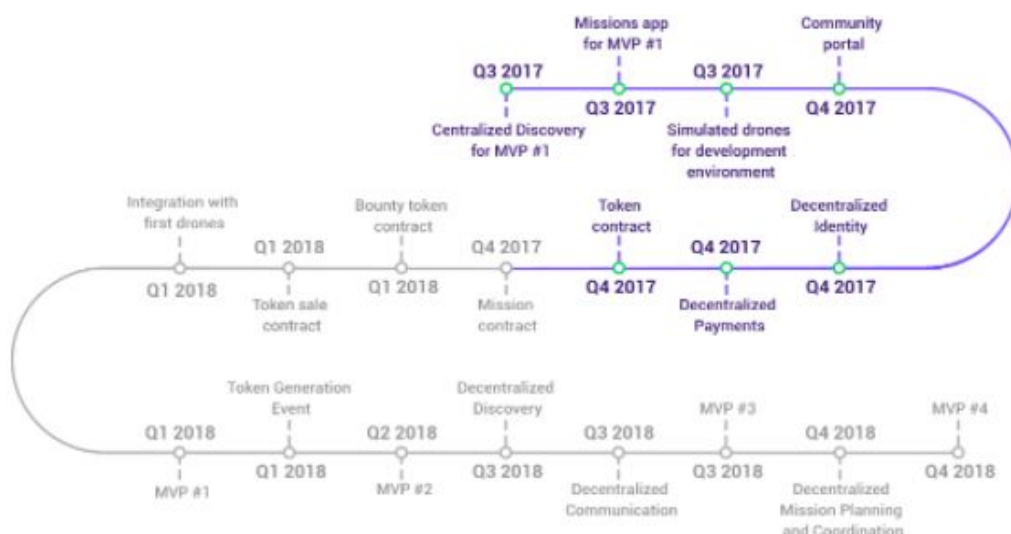 Missions app
for MVP #1
Community
portal
Q3 2017
Q3 2017
Q3 2017
Q4 2017
Centralized Discovery
for MVP #1
Simulated drones
for development
environment
Integration with
first drones
Bounty token
contract
Token
contract
Decentralized
Identity
Q1 2018
Q1 2018
Q1 2018
Q4 2017
Q4 2017
Q4 2017
Q4 2017
Token sale
contract
Mission
contract
Decentralized
Payments
Token Generation
Event
Decentralized
Discovery
MVP #3
MVP #4
Q1 2018
Q1 2018
Q2 2018
Q3 2018
Q3 2018
Q3 2018
Q4 2018
Q4 2018
MVP #1
MVP #2
Decentralized
Communication
Decentralized
Mission Planning
and Coordination